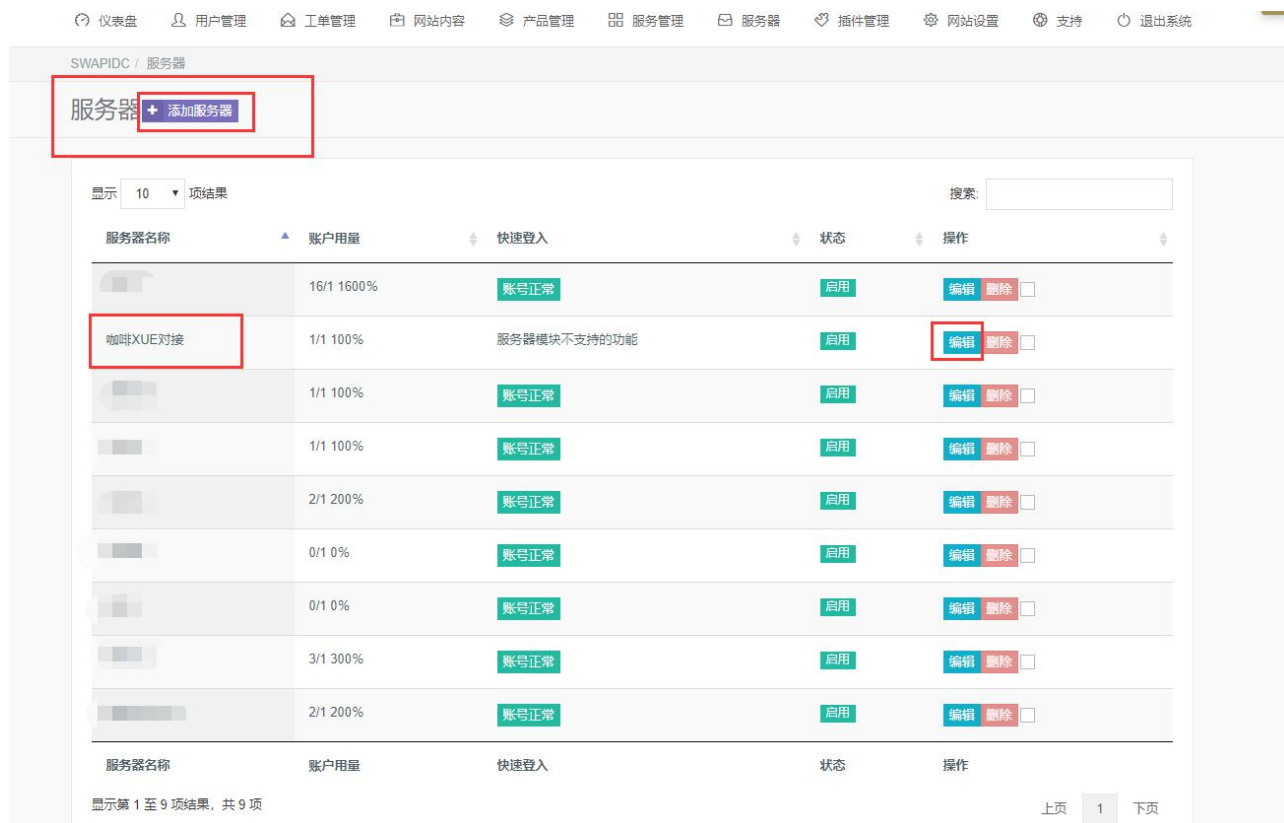 仪表盘 用户管理 工单管理 网站内容 产品管理 服务管理 服务器 插件管理 网站设置 支持 退出系统
SWAPIDC / 服务器
服务器 + 添加服务器
显示 10 项结果 搜索:
服务器名称 账户用量 快速登入 状态 操作
16/1 1600% 账号正常 启用 编辑 删除
咖啡XUE对接 1/1 100% 服务器模块不支持的功能 启用 编辑 删除
1/1 100% 账号正常 启用 编辑 删除
1/1 100% 账号正常 启用 编辑 删除
2/1 200% 账号正常 启用 编辑 删除
0/1 0% 账号正常 启用 编辑 删除
0/1 0% 账号正常 启用 编辑 删除
3/1 300% 账号正常 启用 编辑 删除
2/1 200% 账号正常 启用 编辑 删除
服务器名称 账户用量 快速登入 状态 操作
显示第 1 至 9 项结果，共 9 项
上页 1 下页